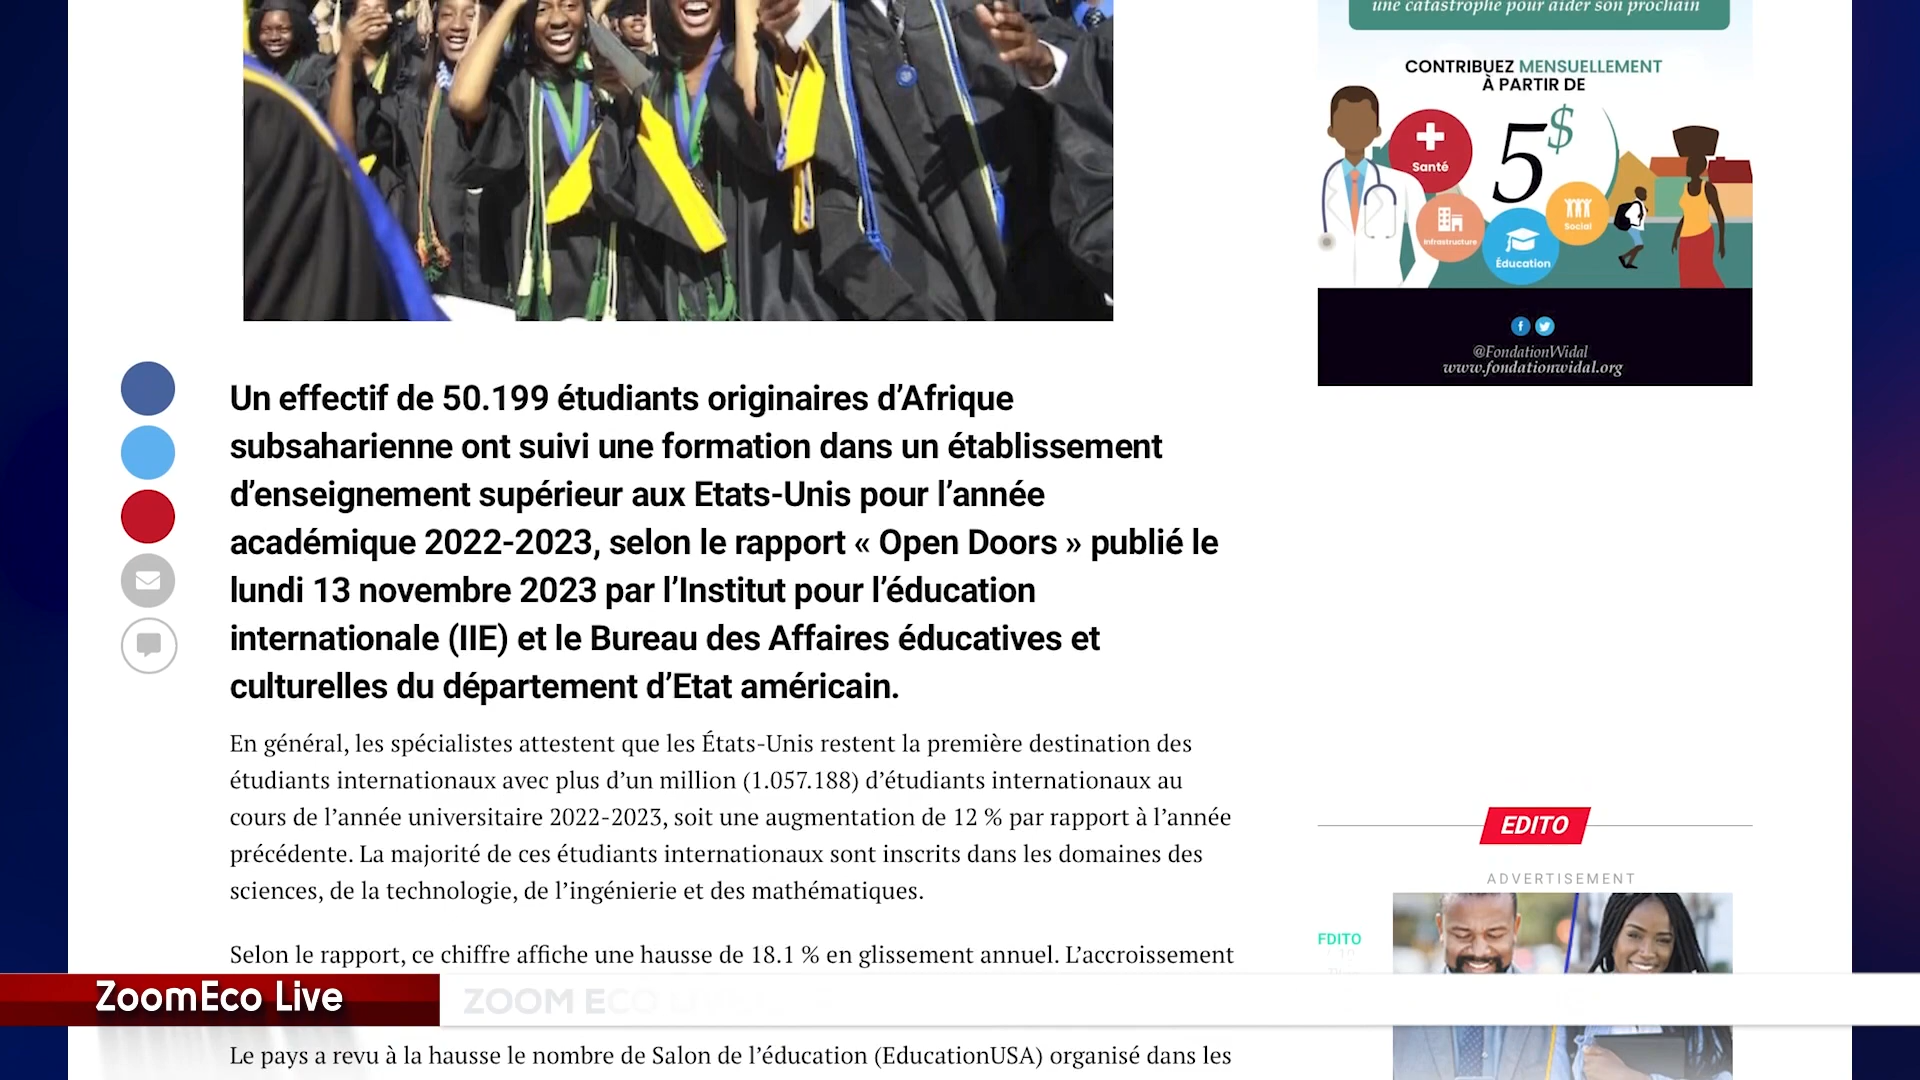 une catastrophe pour aider son prochain
CONTRIBUEZ MENSUELLEMENT
À PARTIR DE
5$
Santé
Infrastructure
Éducation
Social
@FondationWidal
www.fondationwidal.org
Un effectif de 50.199 étudiants originaires d’Afrique
subsaharienne ont suivi une formation dans un établissement
d’enseignement supérieur aux Etats-Unis pour l’année
académique 2022-2023, selon le rapport « Open Doors » publié le
lundi 13 novembre 2023 par l’Institut pour l’éducation
internationale (IIE) et le Bureau des Affaires éducatives et
culturelles du département d’Etat américain.
En général, les spécialistes attestent que les États-Unis restent la première destination des
étudiants internationaux avec plus d’un million (1.057.188) d’étudiants internationaux au
cours de l’année universitaire 2022-2023, soit une augmentation de 12 % par rapport à l’année
précédente. La majorité de ces étudiants internationaux sont inscrits dans les domaines des
sciences, de la technologie, de l’ingénierie et des mathématiques.
Selon le rapport, ce chiffre affiche une hausse de 18.1 % en glissement annuel. L’accroissement
Le pays a revu à la hausse le nombre de Salon de l’éducation (EducationUSA) organisé dans les
EDITO
ADVERTISEMENT
ZoomEco Live
ZOOM ECO LIVE